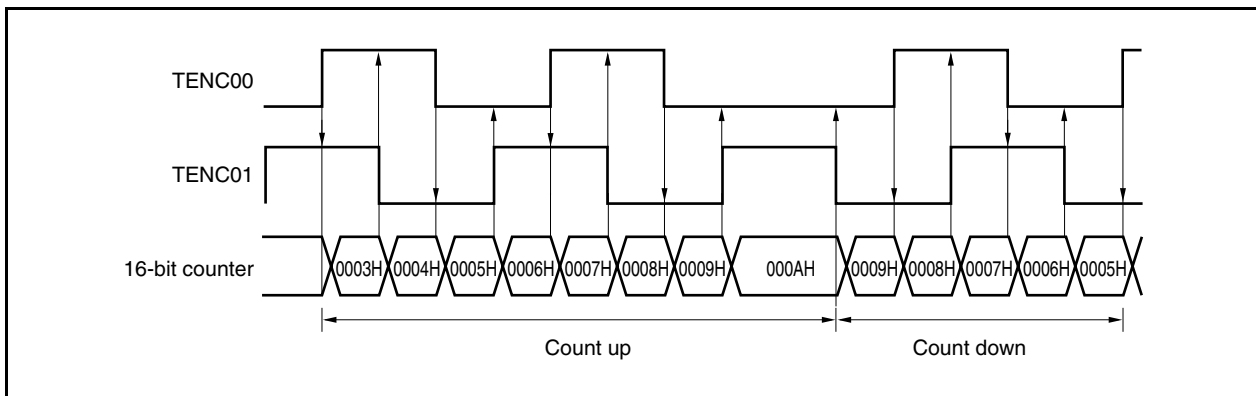 TENC00
TENC01
16-bit counter
0003H 0004H 0005H 0006H 0007H 0008H 0009H 000AH 0009H 0008H 0007H 0006H 0005H
Count up
Count down